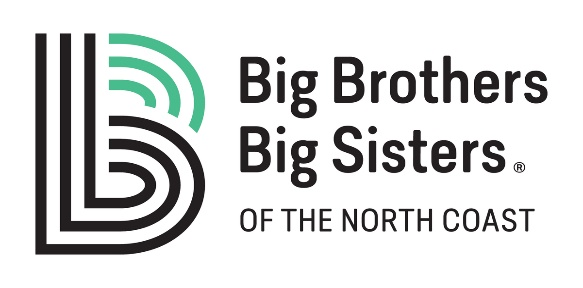 Big Brothers
Big Sisters®
OF THE NORTH COAST